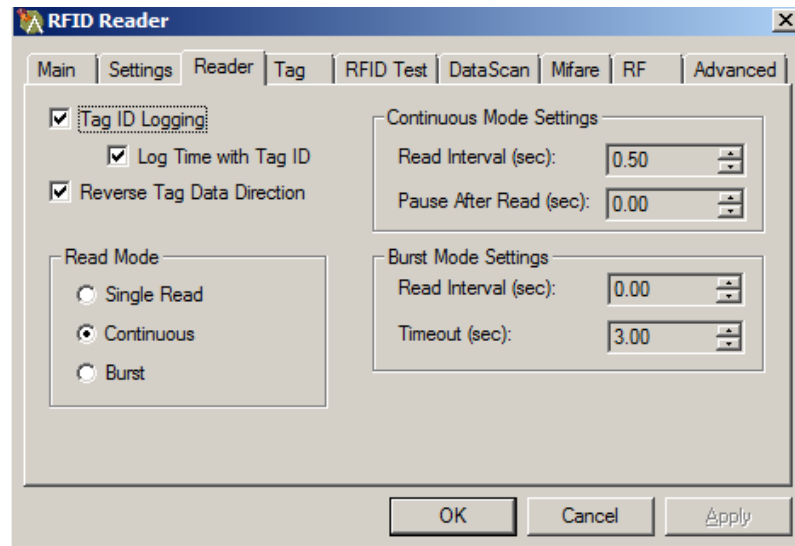 RFID Reader
Main Settings Reader Tag RFID Test DataScan Mifare RF Advanced
Tag ID Logging
Log Time with Tag ID
Reverse Tag Data Direction
Read Mode
Single Read
Continuous
Burst
Continuous Mode Settings
Read Interval (sec): 0.50
Pause After Read (sec): 0.00
Burst Mode Settings
Read Interval (sec): 0.00
Timeout (sec): 3.00
OK Cancel Apply